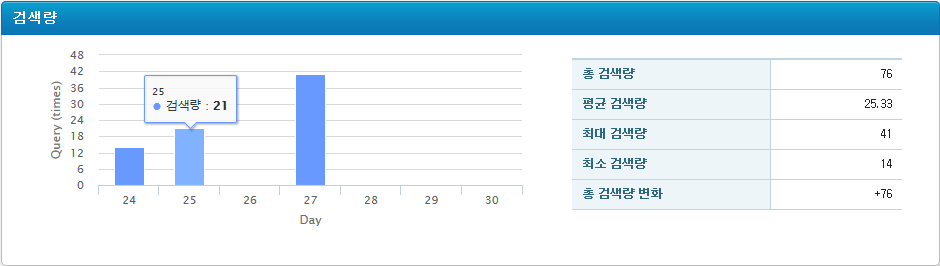 검색량
Query (times)
48
42
36
30
24
18
12
6
0
25
검색량 : 21
24 25 26 27 28 29 30
Day
총 검색량 76
평균 검색량 25.33
최대 검색량 41
최소 검색량 14
총 검색량 변화 +76